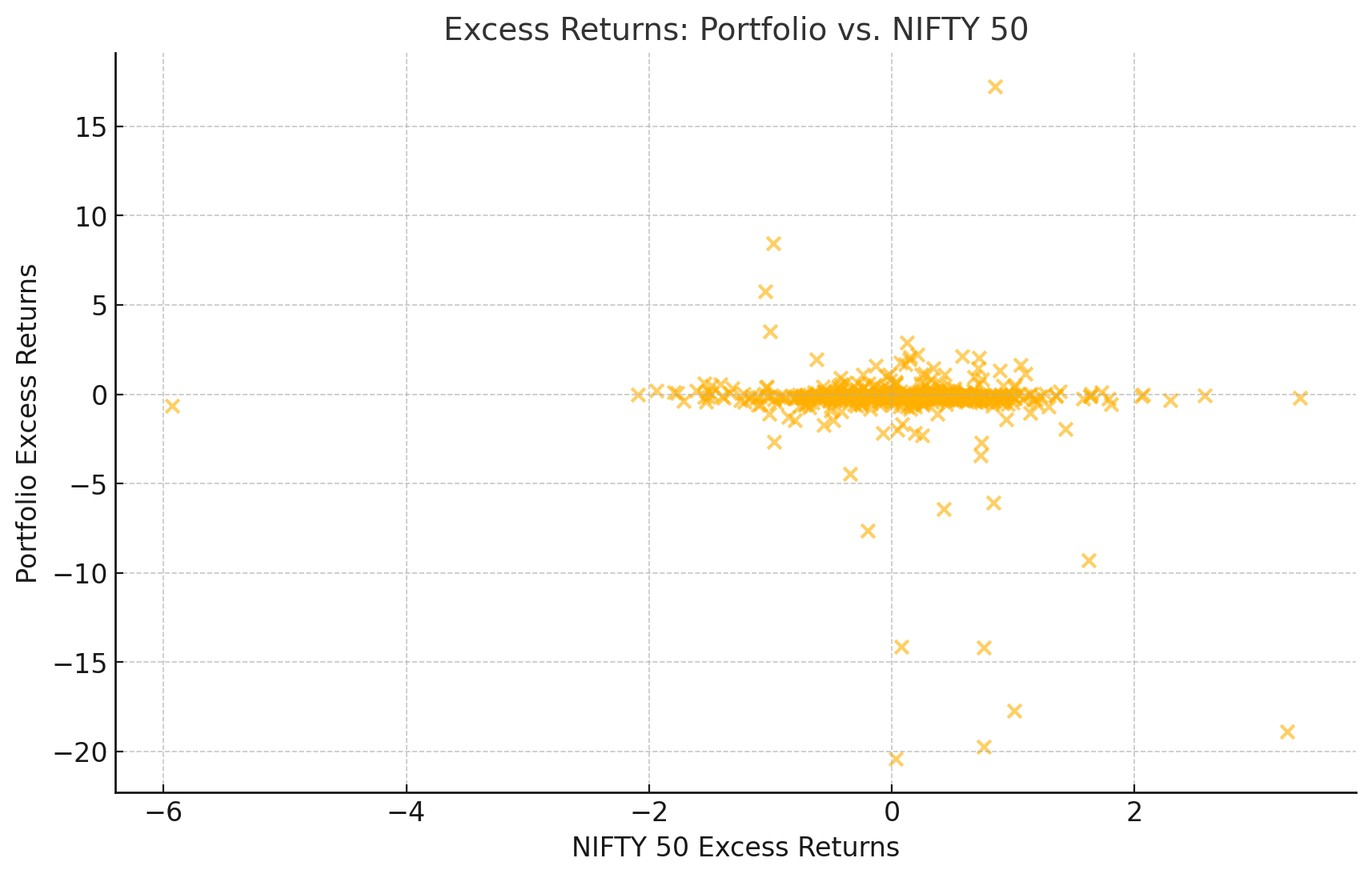 Excess Returns: Portfolio vs. NIFTY 50
Portfolio Excess Returns
15
10
5
0
−5
−10
−15
−20
−6 −4 −2 0 2
NIFTY 50 Excess Returns